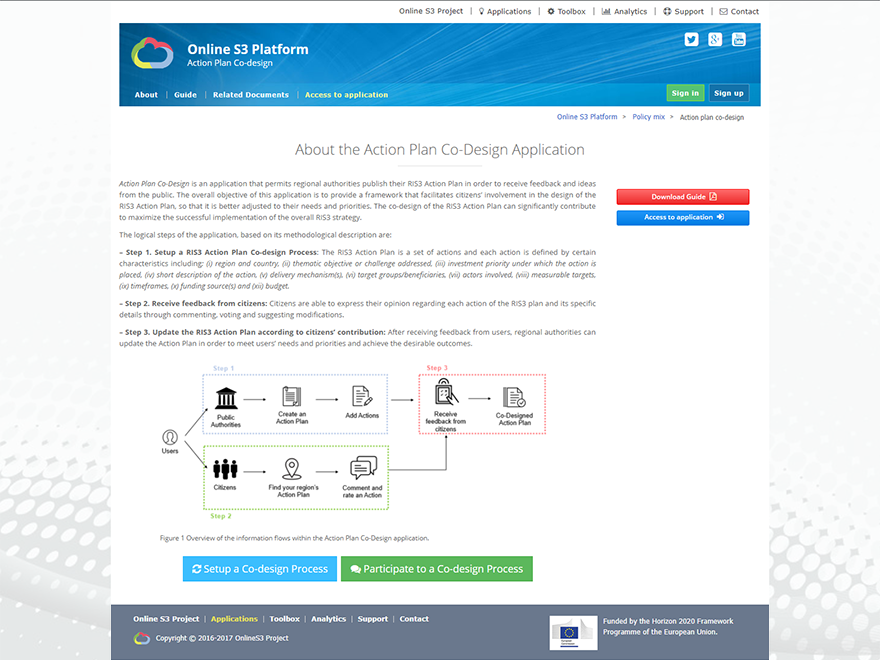 Online S3 Project | Applications | Toolbox | Analytics | Support | Contact
Online S3 Platform
Action Plan Co-design
About | Guide | Related Documents | Access to application
Sign in Sign up
Online S3 Platform > Policy mix > Action plan co-design
About the Action Plan Co-Design Application
Action Plan Co-Design is an application that permits regional authorities publish their RIS3 Action Plan in order to receive feedback and ideas
from the public. The overall objective of this application is to provide a framework that facilitates citizens' involvement in the design of the
RIS3 Action Plan, so that it is better adjusted to their needs and priorities. The co-design of the RIS3 Action Plan can significantly contribute
to maximize the successful implementation of the overall RIS3 strategy.
Download Guide
Access to application
The logical steps of the application, based on its methodological description are:
– Step 1. Setup a RIS3 Action Plan Co-design Process: The RIS3 Action Plan is a set of actions and each action is defined by certain
characteristics including: (i) region and country, (ii) thematic objective or challenge addressed, (iii) investment priority under which the action is
placed, (iv) short description of the action, (v) delivery mechanism(s), (vi) target groups/beneficiaries, (vii) actors involved, (viii) measurable targets,
(ix) timeframes, (x) funding source(s) and (xii) budget.
– Step 2. Receive feedback from citizens: Citizens are able to express their opinion regarding each action of the RIS3 plan and its specific
details through commenting, voting and suggesting modifications.
– Step 3. Update the RIS3 Action Plan according to citizens' contribution: After receiving feedback from users, regional authorities can
update the Action Plan in order to meet users' needs and priorities and achieve the desirable outcomes.
Step 1
Public
Authorities
Create an
Action Plan
Add Actions
Step 3
Receive
feedback from
citizens
Co-Designed
Action Plan
Users
Citizens
Find your region's
Action Plan
Comment and
rate an Action
Step 2
Figure 1 Overview of the information flows within the Action Plan Co-Design application.
Setup a Co-design Process
Participate to a Co-design Process
Online S3 Project | Applications | Toolbox | Analytics | Support | Contact
Copyright © 2016-2017 OnlineS3 Project
Funded by the Horizon 2020 Framework
Programme of the European Union.